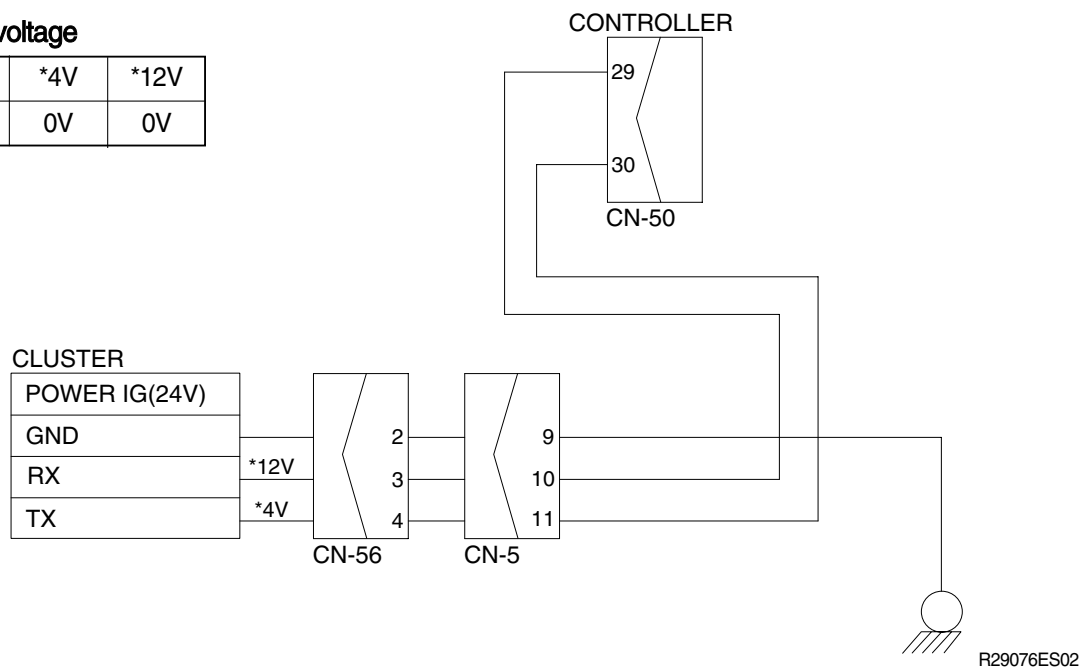 voltage
*4V *12V
0V 0V
CONTROLLER
29
30
CN-50
CLUSTER
POWER IG(24V)
GND
RX
TX
*12V
*4V
2
3
4
CN-56
9
10
11
CN-5
R29076ES02